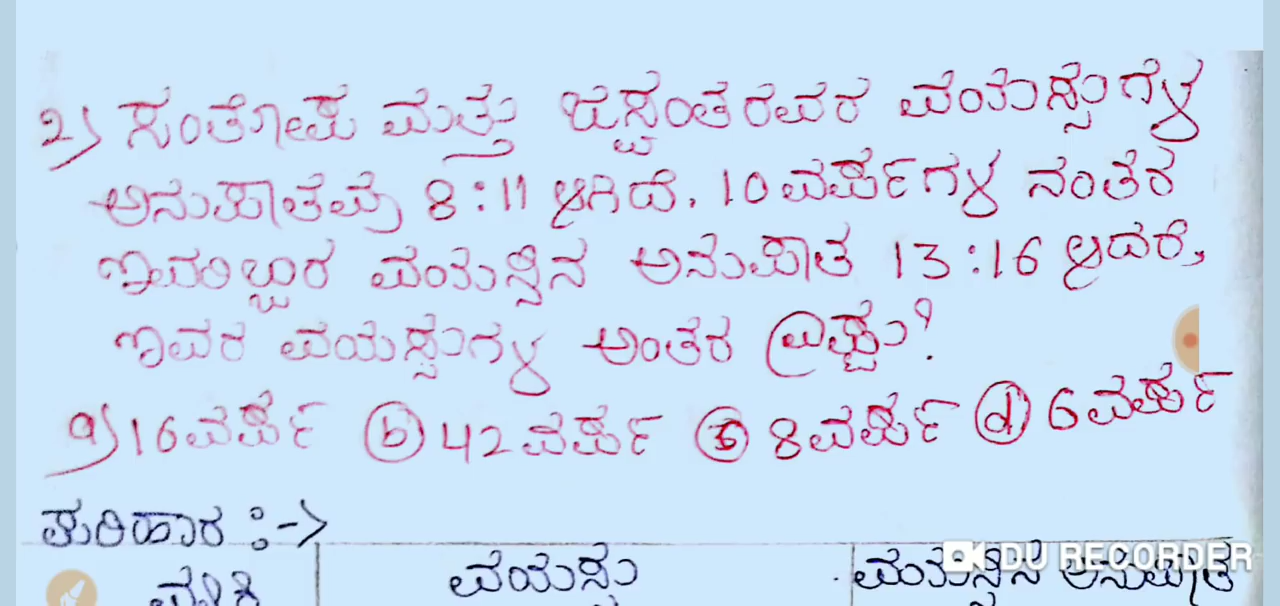 2) ಸಂತೋಷ ಮತ್ತು ಜಸ್ವಂತರವರ ವಯಸ್ಸುಗಳ
ಅನುಪಾತವು 8:11 ಆಗಿದೆ. 10 ವರ್ಷಗಳ ನಂತರ
ಇವರಿಬ್ಬರ ವಯಸ್ಸಿನ ಅನುಪಾತ 13:16 ಆದರೆ,
ಇವರ ವಯಸ್ಸುಗಳ ಅಂತರ ಎಷ್ಟು?
a) 16 ವರ್ಷ b) 42 ವರ್ಷ c) 8 ವರ್ಷ d) 6 ವರ್ಷ
ಪರಿಹಾರ :->
ವ್ಯಕ್ತಿ ವಯಸ್ಸು ವಯಸ್ಸಿನ ಅನುಪಾತ
DU RECORDER